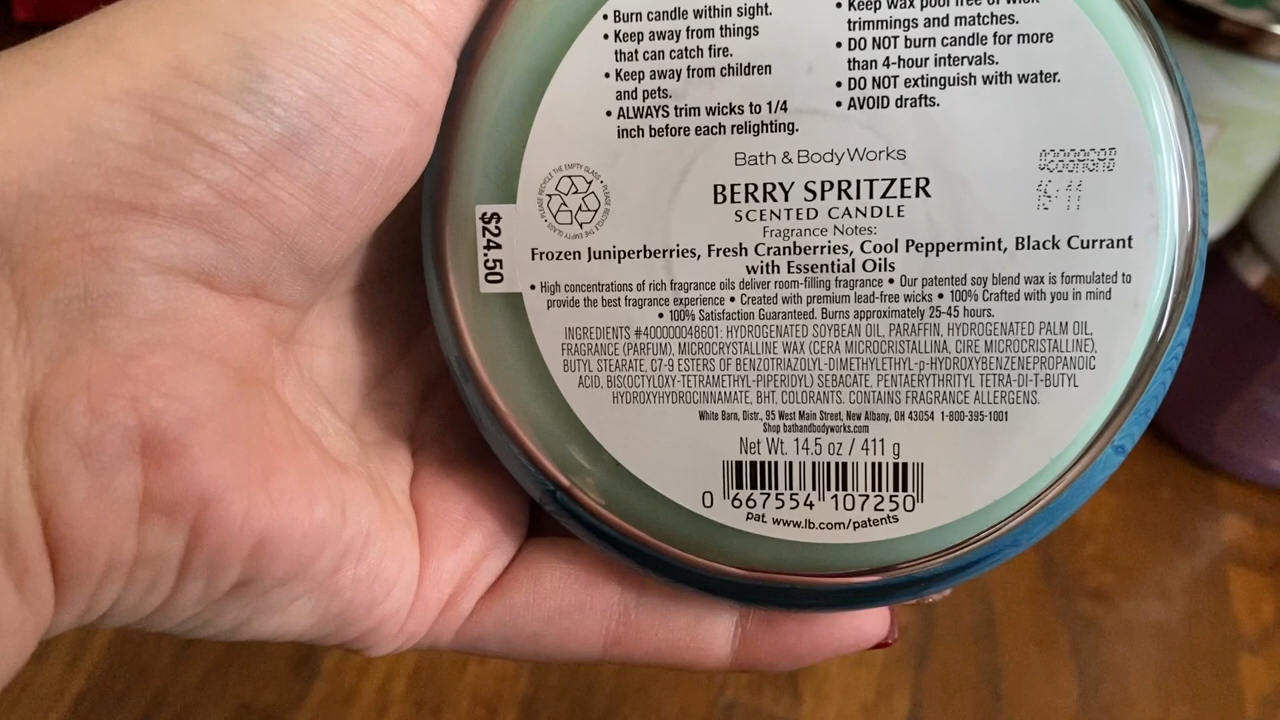 • Burn candle within sight.
• Keep away from things
that can catch fire.
• Keep away from children
and pets.
• ALWAYS trim wicks to 1/4
inch before each relighting.
• Keep wax pool free of wick
trimmings and matches.
• DO NOT burn candle for more
than 4-hour intervals.
• DO NOT extinguish with water.
• AVOID drafts.
Bath & Body Works
BERRY SPRITZER
SCENTED CANDLE
Fragrance Notes:
Frozen Juniperberries, Fresh Cranberries, Cool Peppermint, Black Currant
with Essential Oils
• High concentrations of rich fragrance oils deliver room-filling fragrance • Our patented soy blend wax is formulated to
provide the best fragrance experience • Created with premium lead-free wicks • 100% Crafted with you in mind
• 100% Satisfaction Guaranteed. Burns approximately 25-45 hours.
INGREDIENTS #400000048601: HYDROGENATED SOYBEAN OIL, PARAFFIN, HYDROGENATED PALM OIL,
FRAGRANCE (PARFUM), MICROCRYSTALLINE WAX (CERA MICROCRISTALLINA, CIRE MICROCRISTALLINE),
BUTYL STEARATE, C7-9 ESTERS OF BENZOTRIAZOLYL-DIMETHYLETHYL-p-HYDROXYBENZENEPROPANOIC
ACID, BIS(OCTYLOXY-TETRAMETHYL-PIPERIDYL) SEBACATE, PENTAERYTHRITYL TETRA-DI-T-BUTYL
HYDROXYHYDROCINNAMATE, BHT, COLORANTS. CONTAINS FRAGRANCE ALLERGENS.
White Barn, Distr., 95 West Main Street, New Albany, OH 43054 1-800-395-1001
Shop bathandbodyworks.com
Net Wt. 14.5 oz / 411 g
0 667554 107250
pat. www.lb.com/patents
$24.50
• PLEASE RECYCLE THE EMPTY GLASS • PLEASE RECYCLE THE EMPTY GLASS